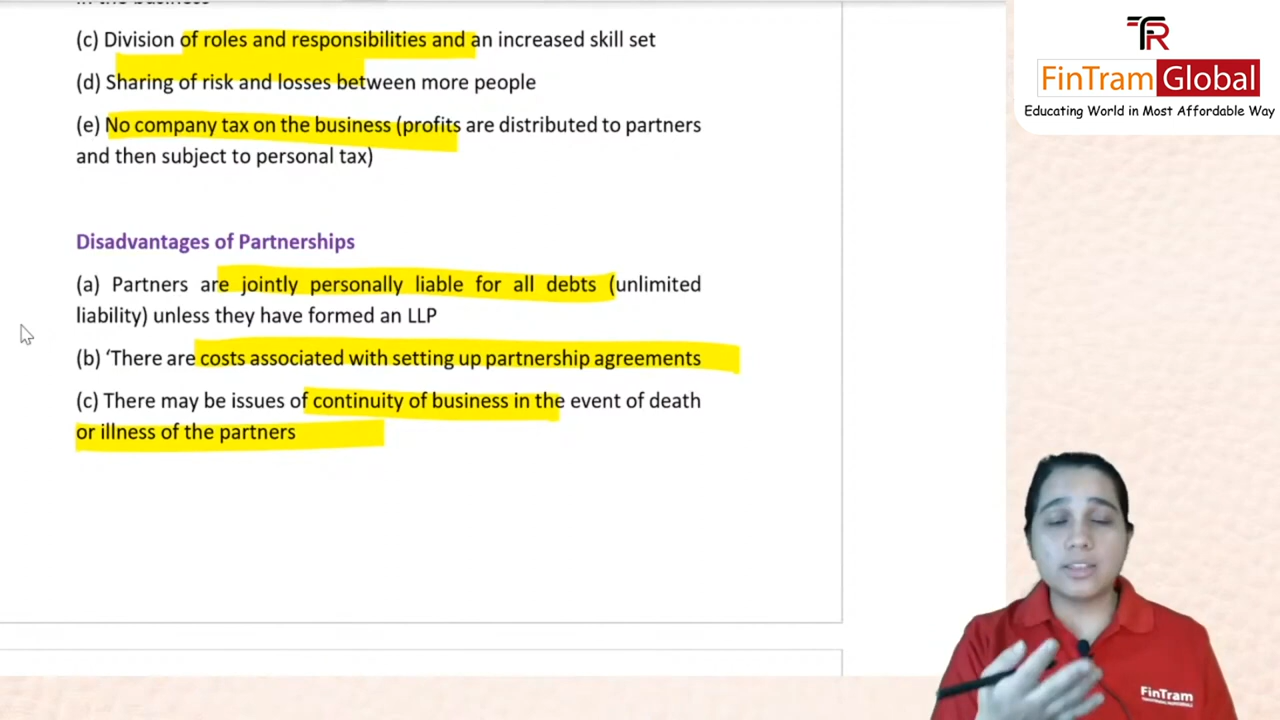 in the business
(c) Division of roles and responsibilities and an increased skill set
(d) Sharing of risk and losses between more people
(e) No company tax on the business (profits are distributed to partners
and then subject to personal tax)
Disadvantages of Partnerships
(a) Partners are jointly personally liable for all debts (unlimited
liability) unless they have formed an LLP
(b) ‘There are costs associated with setting up partnership agreements
(c) There may be issues of continuity of business in the event of death
or illness of the partners
TR
FinTram Global
Educating World in Most Affordable Way
FinTram